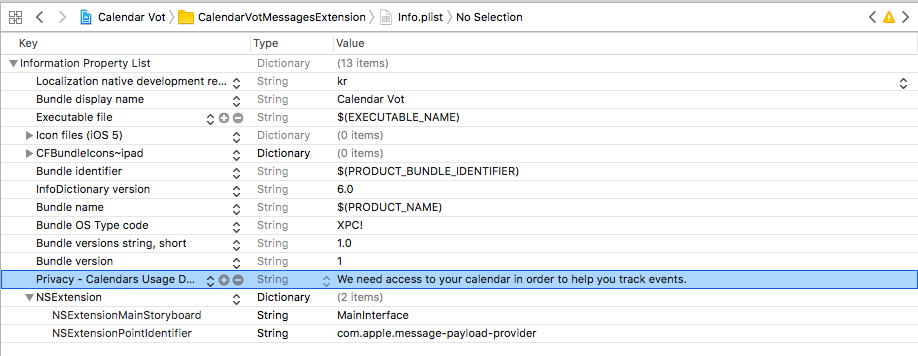 Calendar Vot CalendarVotMessagesExtension Info.plist No Selection
Key Type Value
Information Property List Dictionary (13 items)
Localization native development re... String kr
Bundle display name String Calendar Vot
Executable file String $(EXECUTABLE_NAME)
Icon files (iOS 5) Dictionary (0 items)
CFBundleIcons~ipad Dictionary (0 items)
Bundle identifier String $(PRODUCT_BUNDLE_IDENTIFIER)
InfoDictionary version String 6.0
Bundle name String $(PRODUCT_NAME)
Bundle OS Type code String XPC!
Bundle versions string, short String 1.0
Bundle version String 1
Privacy - Calendars Usage D... String We need access to your calendar in order to help you track events.
NSExtension Dictionary (2 items)
NSExtensionMainStoryboard String MainInterface
NSExtensionPointIdentifier String com.apple.message-payload-provider